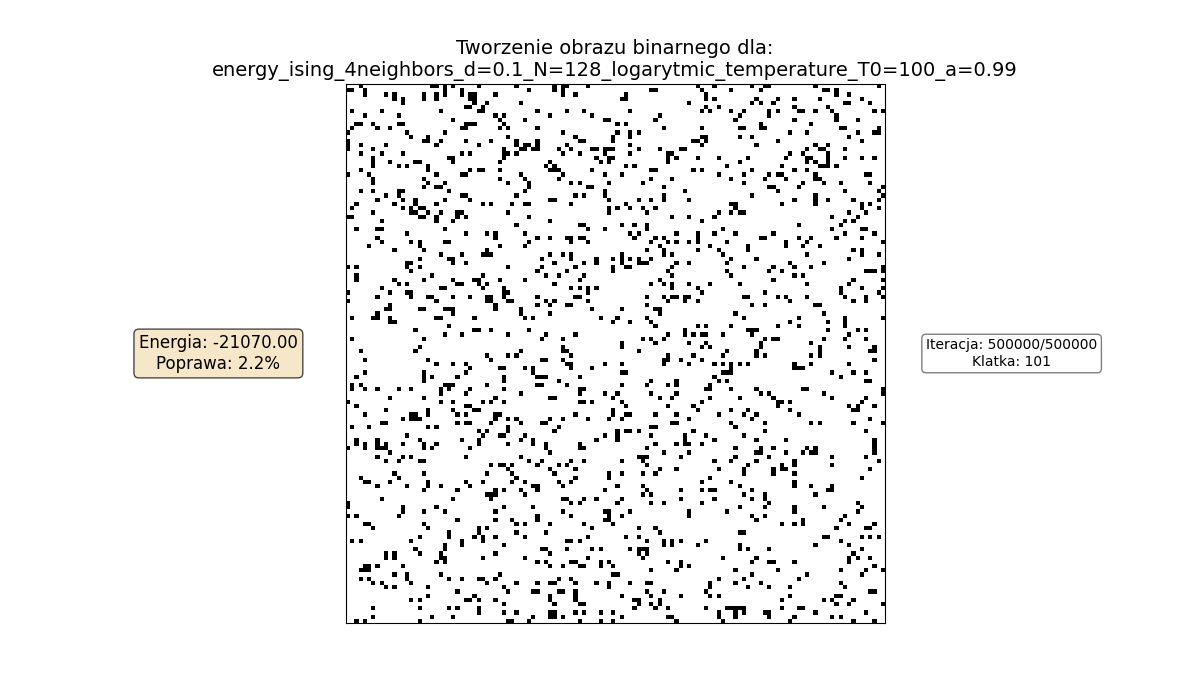 Tworzenie obrazu binarnego dla:
energy_ising_4neighbors_d=0.1_N=128_logarytmic_temperature_T0=100_a=0.99
Energia: -21070.00
Poprawa: 2.2%
Iteracja: 500000/500000
Klatka: 101